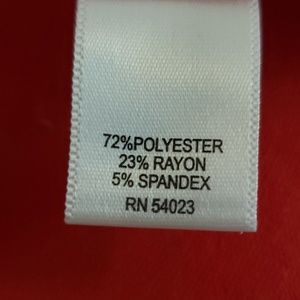 72%POLYESTER
23% RAYON
5% SPANDEX
RN 54023